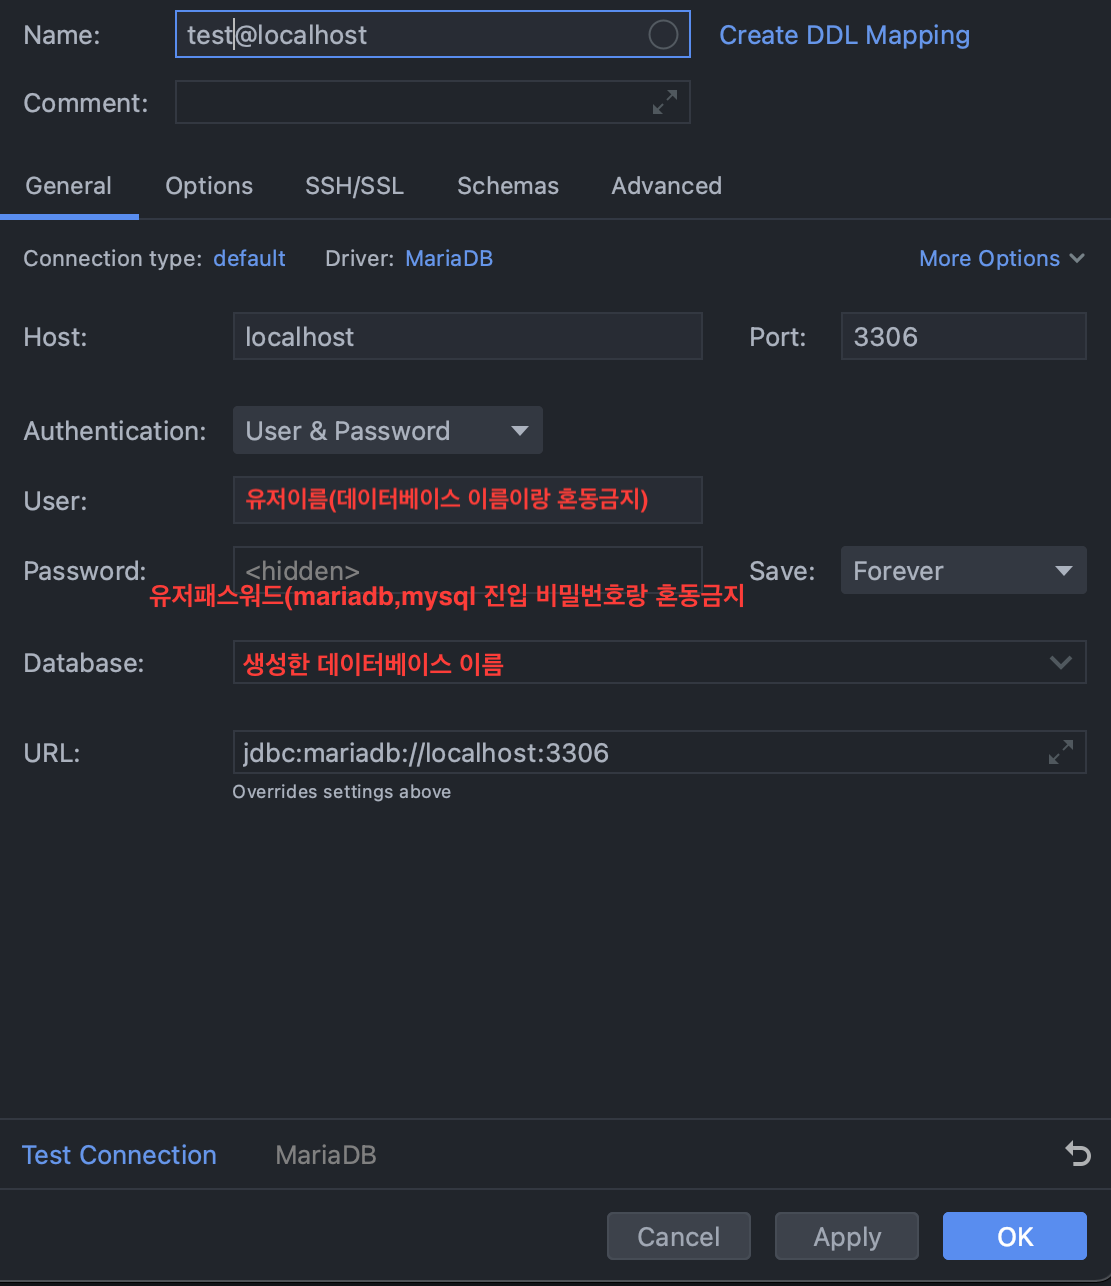 Name: test@localhost Create DDL Mapping
Comment:
General Options SSH/SSL Schemas Advanced
Connection type: default Driver: MariaDB More Options
Host: localhost Port: 3306
Authentication: User & Password
User: 유저이름(데이터베이스 이름이랑 혼동금지)
Password: <hidden> Save: Forever
유저패스워드(mariadb,mysql 진입 비밀번호랑 혼동금지
Database: 생성한 데이터베이스 이름
URL: jdbc:mariadb://localhost:3306
Overrides settings above
Test Connection MariaDB
Cancel Apply OK